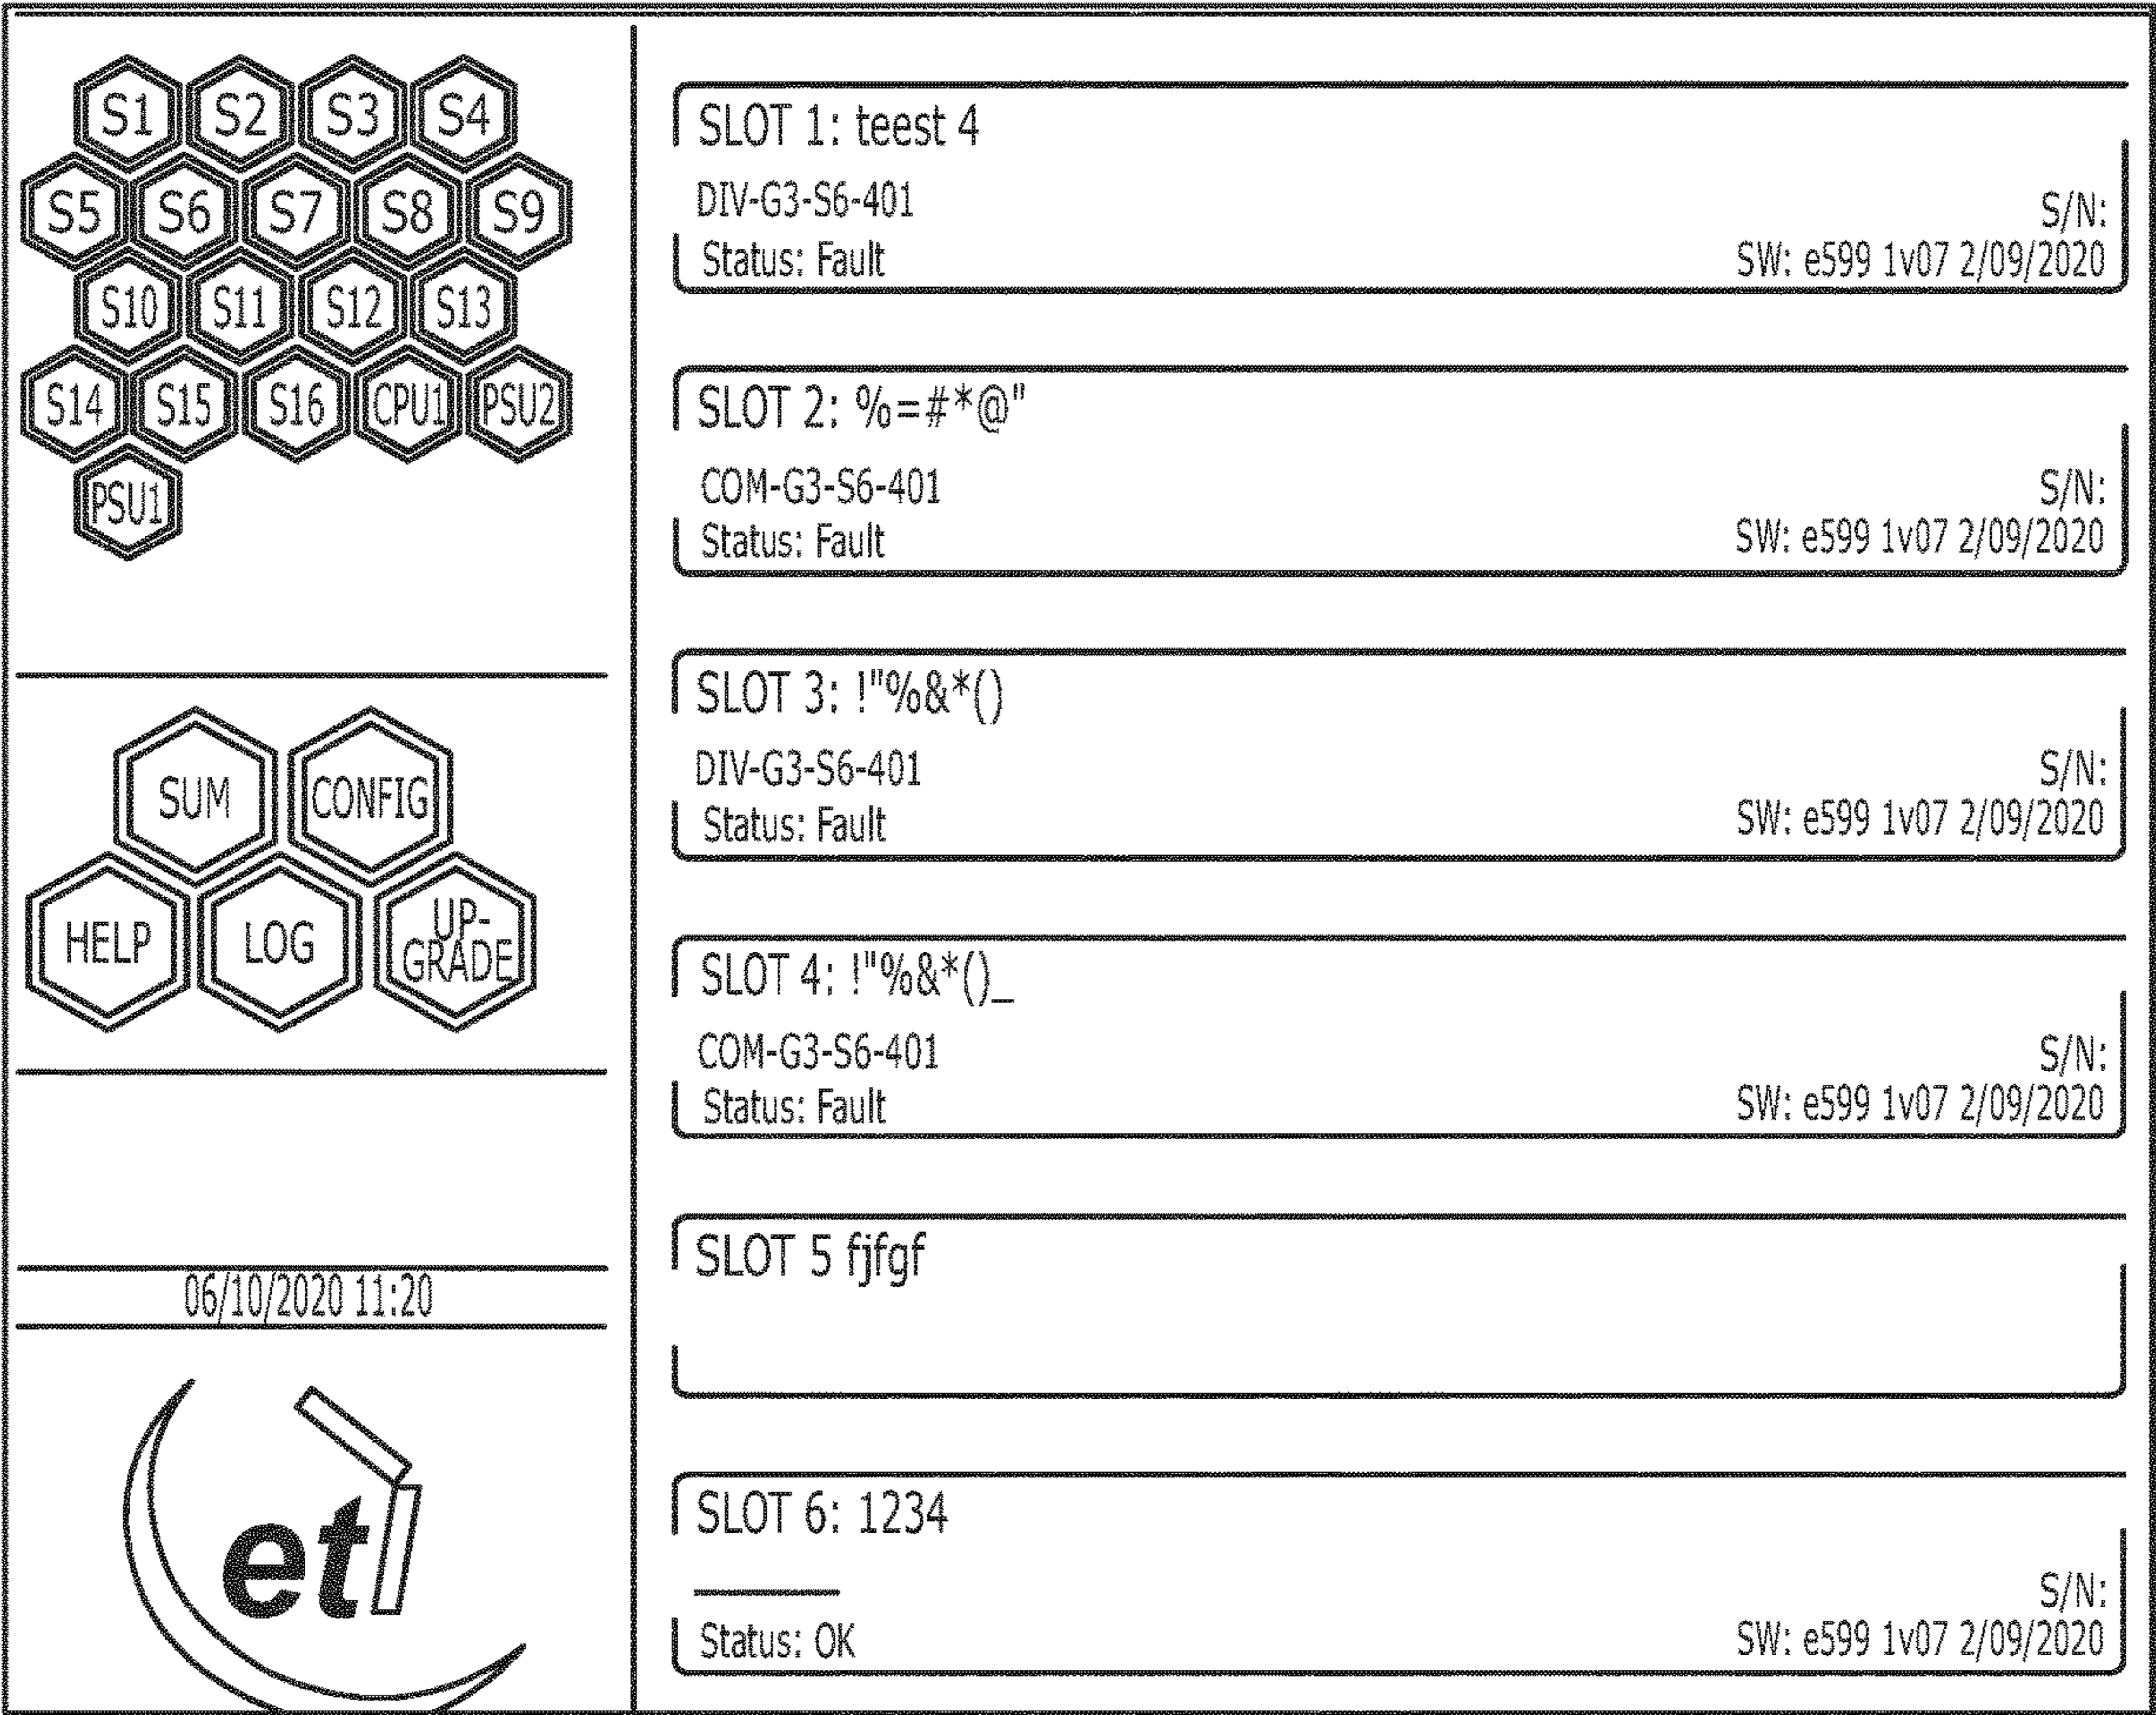 S1 S2 S3 S4
S5 S6 S7 S8 S9
S10 S11 S12 S13
S14 S15 S16 CPU1 PSU2
PSU1
SUM CONFIG
HELP LOG UP-
GRADE
06/10/2020 11:20
et
SLOT 1: teest 4
DIV-G3-S6-401
S/N:
Status: Fault
SW: e599 1v07 2/09/2020
SLOT 2: %=#*@"
COM-G3-S6-401
S/N:
Status: Fault
SW: e599 1v07 2/09/2020
SLOT 3: !"%&*()
DIV-G3-S6-401
S/N:
Status: Fault
SW: e599 1v07 2/09/2020
SLOT 4: !"%&*()_
COM-G3-S6-401
S/N:
Status: Fault
SW: e599 1v07 2/09/2020
SLOT 5 fjfgf
SLOT 6: 1234
S/N:
Status: OK
SW: e599 1v07 2/09/2020